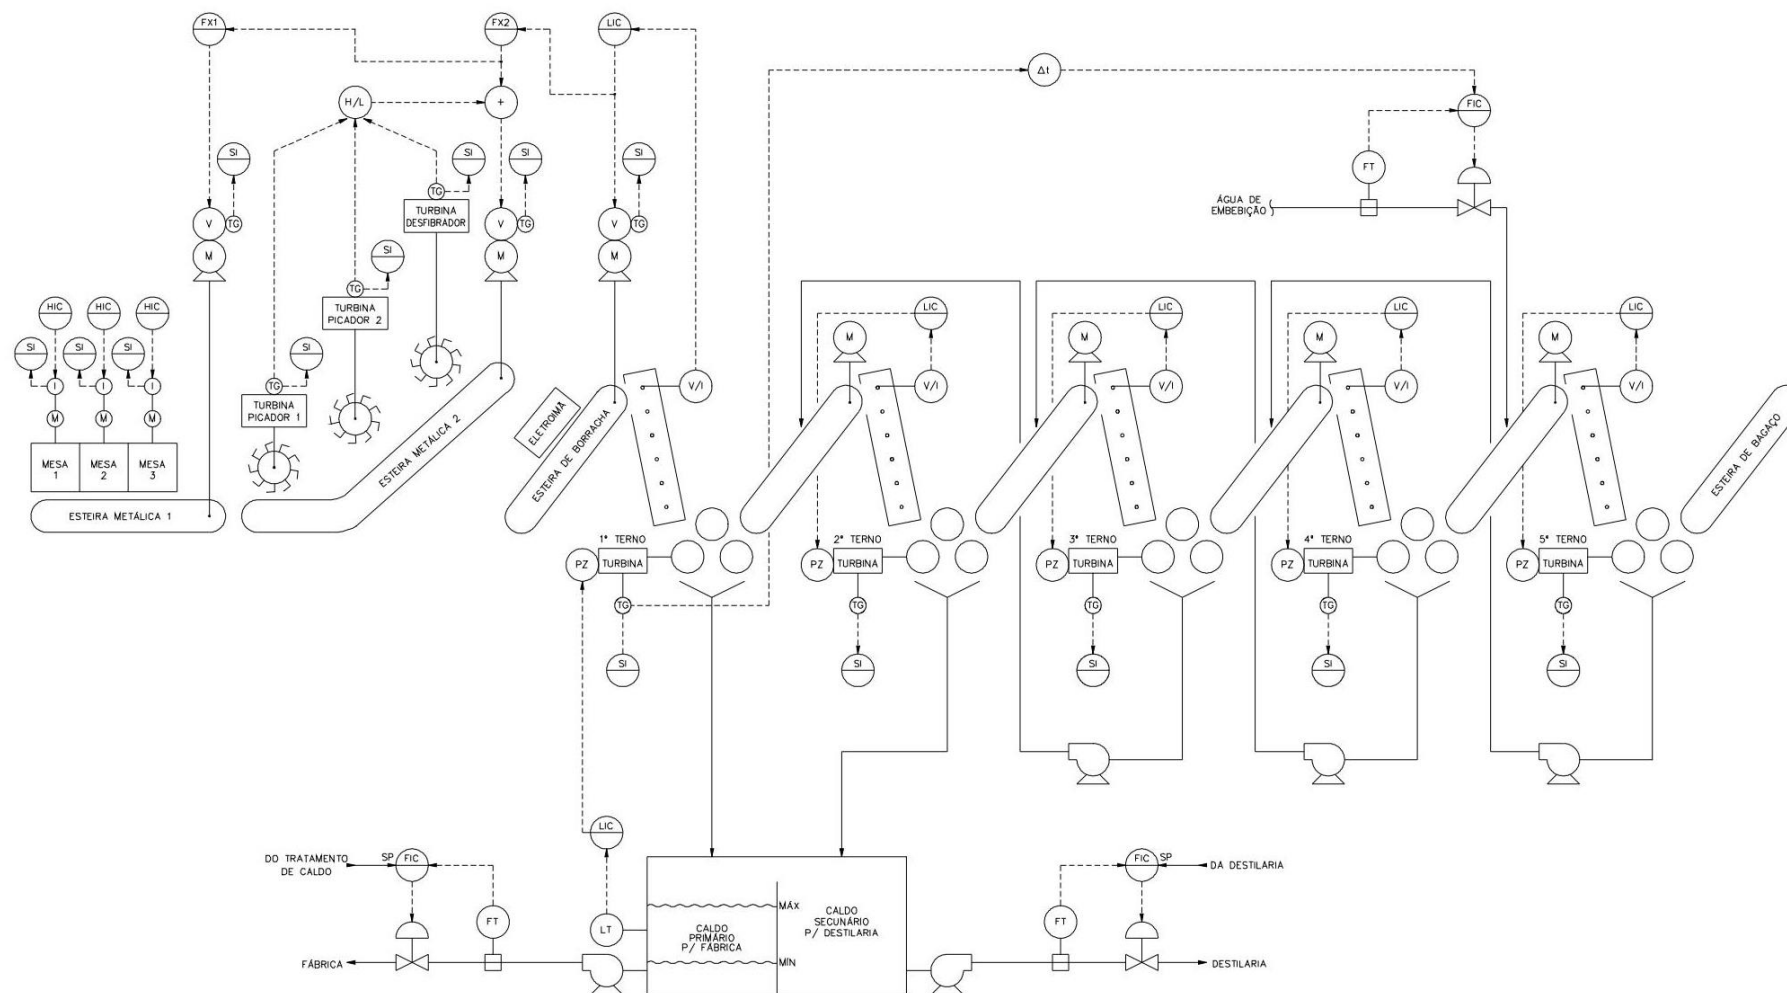 FX1
FX2
LIC
Δt
H/L
+
FIC
SI
SI
SI
SI
FT
TG
TURBINA
DESFIBRADOR
ÁGUA DE
EMBEBIÇÃO
V
TG
V
TG
V
TG
M
M
M
SI
TG
TURBINA
PICADOR 2
HIC
HIC
HIC
LIC
LIC
LIC
LIC
M
M
M
M
SI
SI
SI
SI
I
I
I
TG
V/I
V/I
V/I
V/I
V/I
M
M
M
TURBINA
PICADOR 1
ELETROIMÃ
ESTEIRA DE BORRACHA
ESTEIRA METÁLICA 2
ESTEIRA DE BAGAÇO
MESA
1
MESA
2
MESA
3
ESTEIRA METÁLICA 1
1º TERNO
2º TERNO
3º TERNO
4º TERNO
5º TERNO
PZ
TURBINA
PZ
TURBINA
PZ
TURBINA
PZ
TURBINA
PZ
TURBINA
TG
TG
TG
TG
TG
SI
SI
SI
SI
SI
LIC
DO TRATAMENTO
DE CALDO
SP
FIC
FIC
SP
DA DESTILARIA
FT
LT
MÁX
CALDO
PRIMÁRIO
P/ FÁBRICA
CALDO
SECUNÁRIO
P/ DESTILARIA
FT
MÍN
FÁBRICA
DESTILARIA